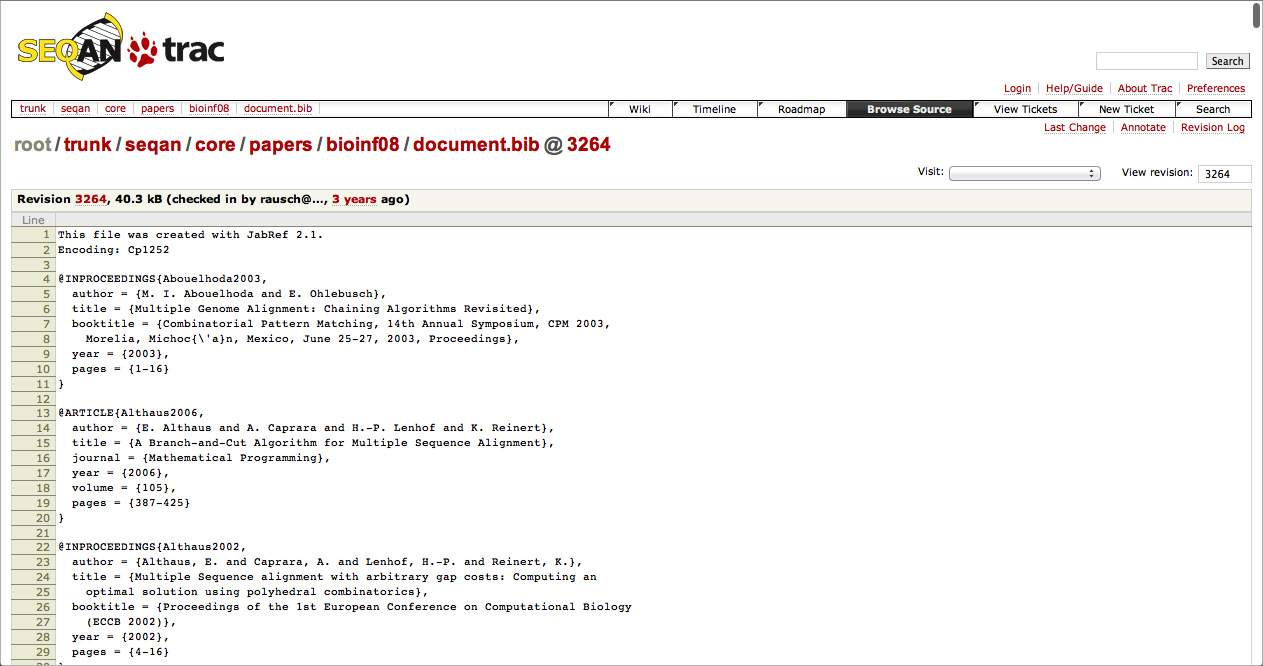 SEQAN trac
Search
Login Help/Guide About Trac Preferences
trunk seqan core papers bioinf08 document.bib Wiki Timeline Roadmap Browse Source View Tickets New Ticket Search
Last Change Annotate Revision Log
root/trunk/seqan/core/papers/bioinf08/document.bib @ 3264
Visit: View revision: 3264
Revision 3264, 40.3 kB (checked in by rausch@..., 3 years ago)
Line
1 This file was created with JabRef 2.1.
2 Encoding: Cp1252
3
4 @INPROCEEDINGS{Abouelhoda2003,
5 author = {M. I. Abouelhoda and E. Ohlebusch},
6 title = {Multiple Genome Alignment: Chaining Algorithms Revisited},
7 booktitle = {Combinatorial Pattern Matching, 14th Annual Symposium, CPM 2003,
8 Morelia, Michoc{\'a}n, Mexico, June 25-27, 2003, Proceedings},
9 year = {2003},
10 pages = {1-16}
11 }
12
13 @ARTICLE{Althaus2006,
14 author = {E. Althaus and A. Caprara and H.-P. Lenhof and K. Reinert},
15 title = {A Branch-and-Cut Algorithm for Multiple Sequence Alignment},
16 journal = {Mathematical Programming},
17 year = {2006},
18 volume = {105},
19 pages = {387-425}
20 }
21
22 @INPROCEEDINGS{Althaus2002,
23 author = {Althaus, E. and Caprara, A. and Lenhof, H.-P. and Reinert, K.},
24 title = {Multiple Sequence alignment with arbitrary gap costs: Computing an
25 optimal solution using polyhedral combinatorics},
26 booktitle = {Proceedings of the 1st European Conference on Computational Biology
27 (ECCB 2002)},
28 year = {2002},
29 pages = {4-16}